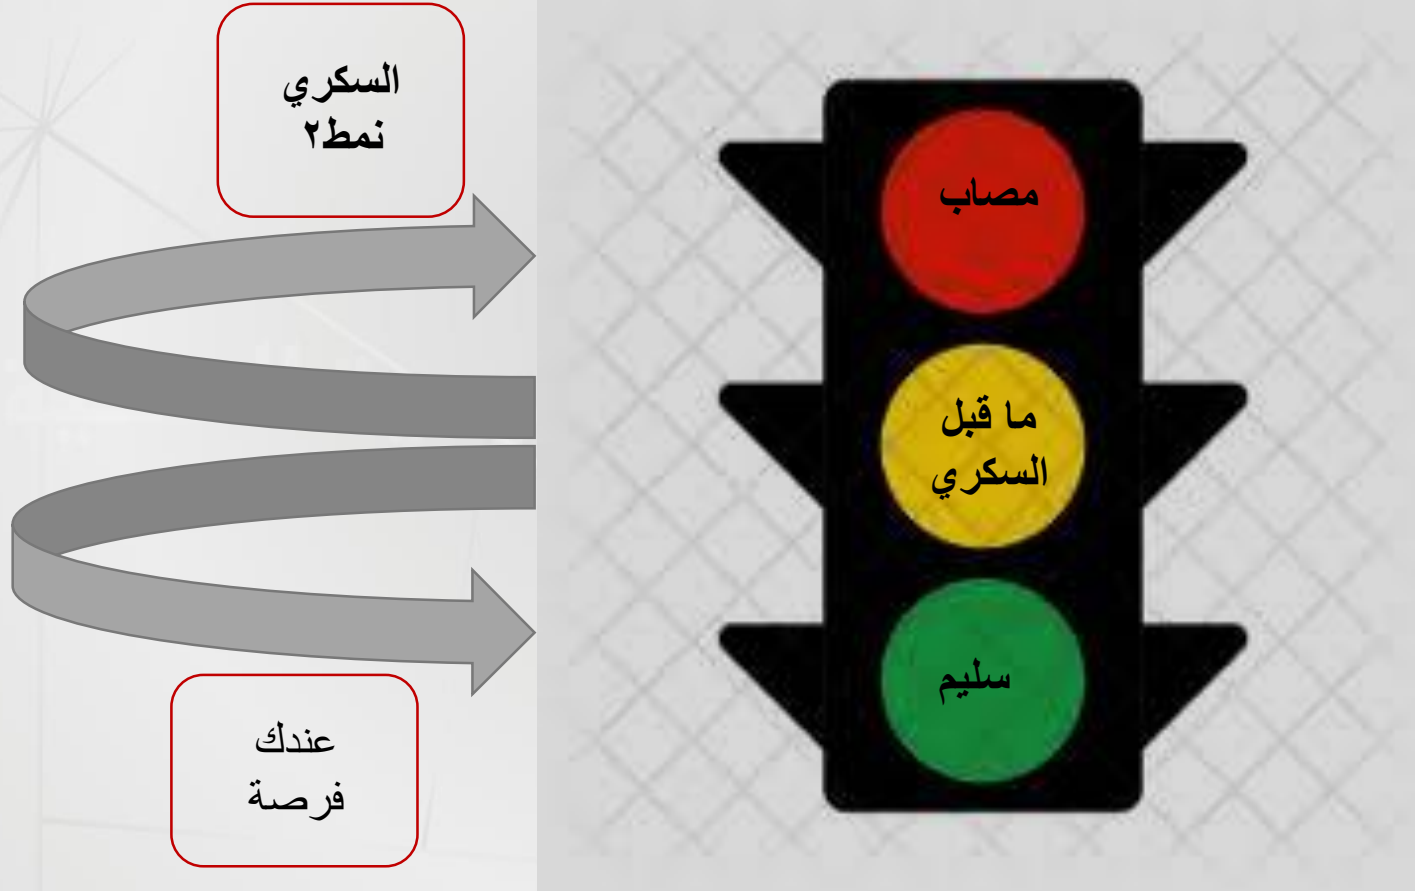 السكري
نمط٢
مصاب
ما قبل
السكري
سليم
عندك
فرصة